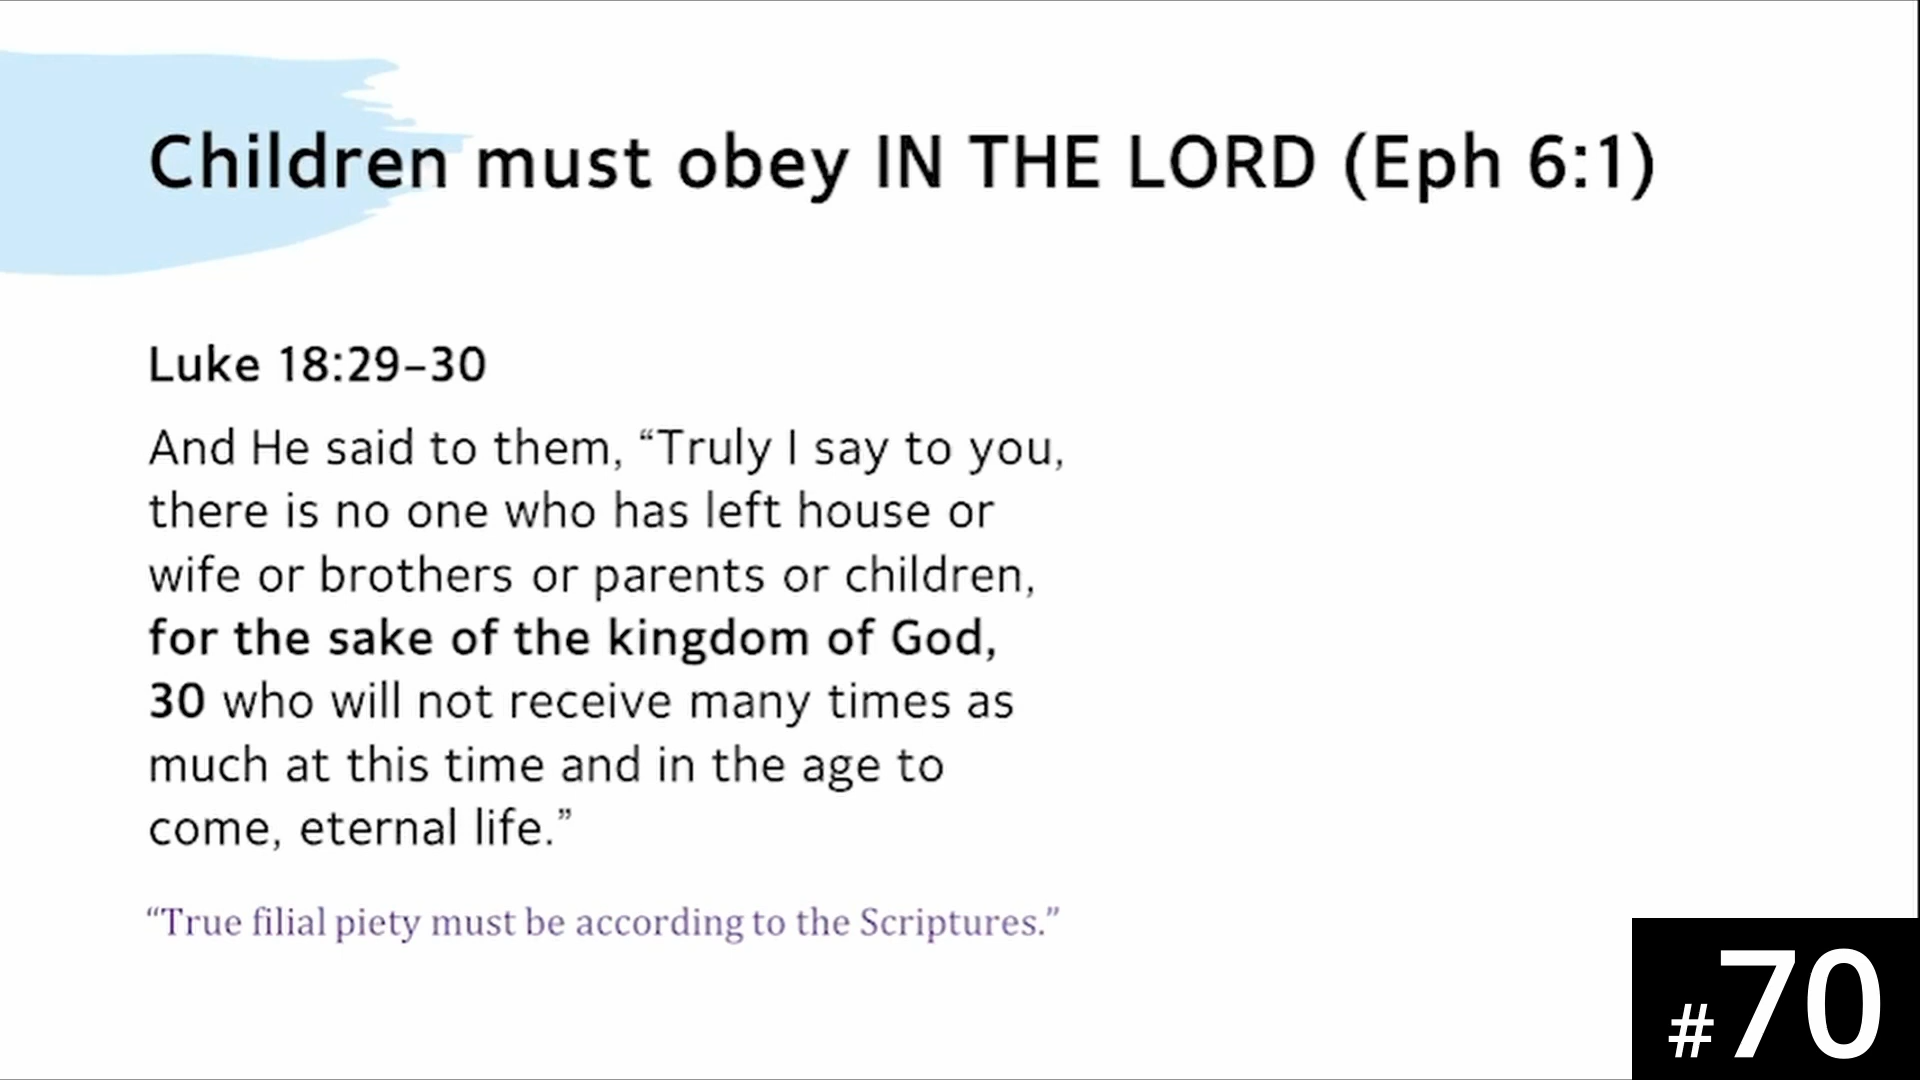 Children must obey IN THE LORD (Eph 6:1)
Luke 18:29–30
And He said to them, “Truly I say to you,
there is no one who has left house or
wife or brothers or parents or children,
for the sake of the kingdom of God,
30 who will not receive many times as
much at this time and in the age to
come, eternal life.”
“True filial piety must be according to the Scriptures.”
#70